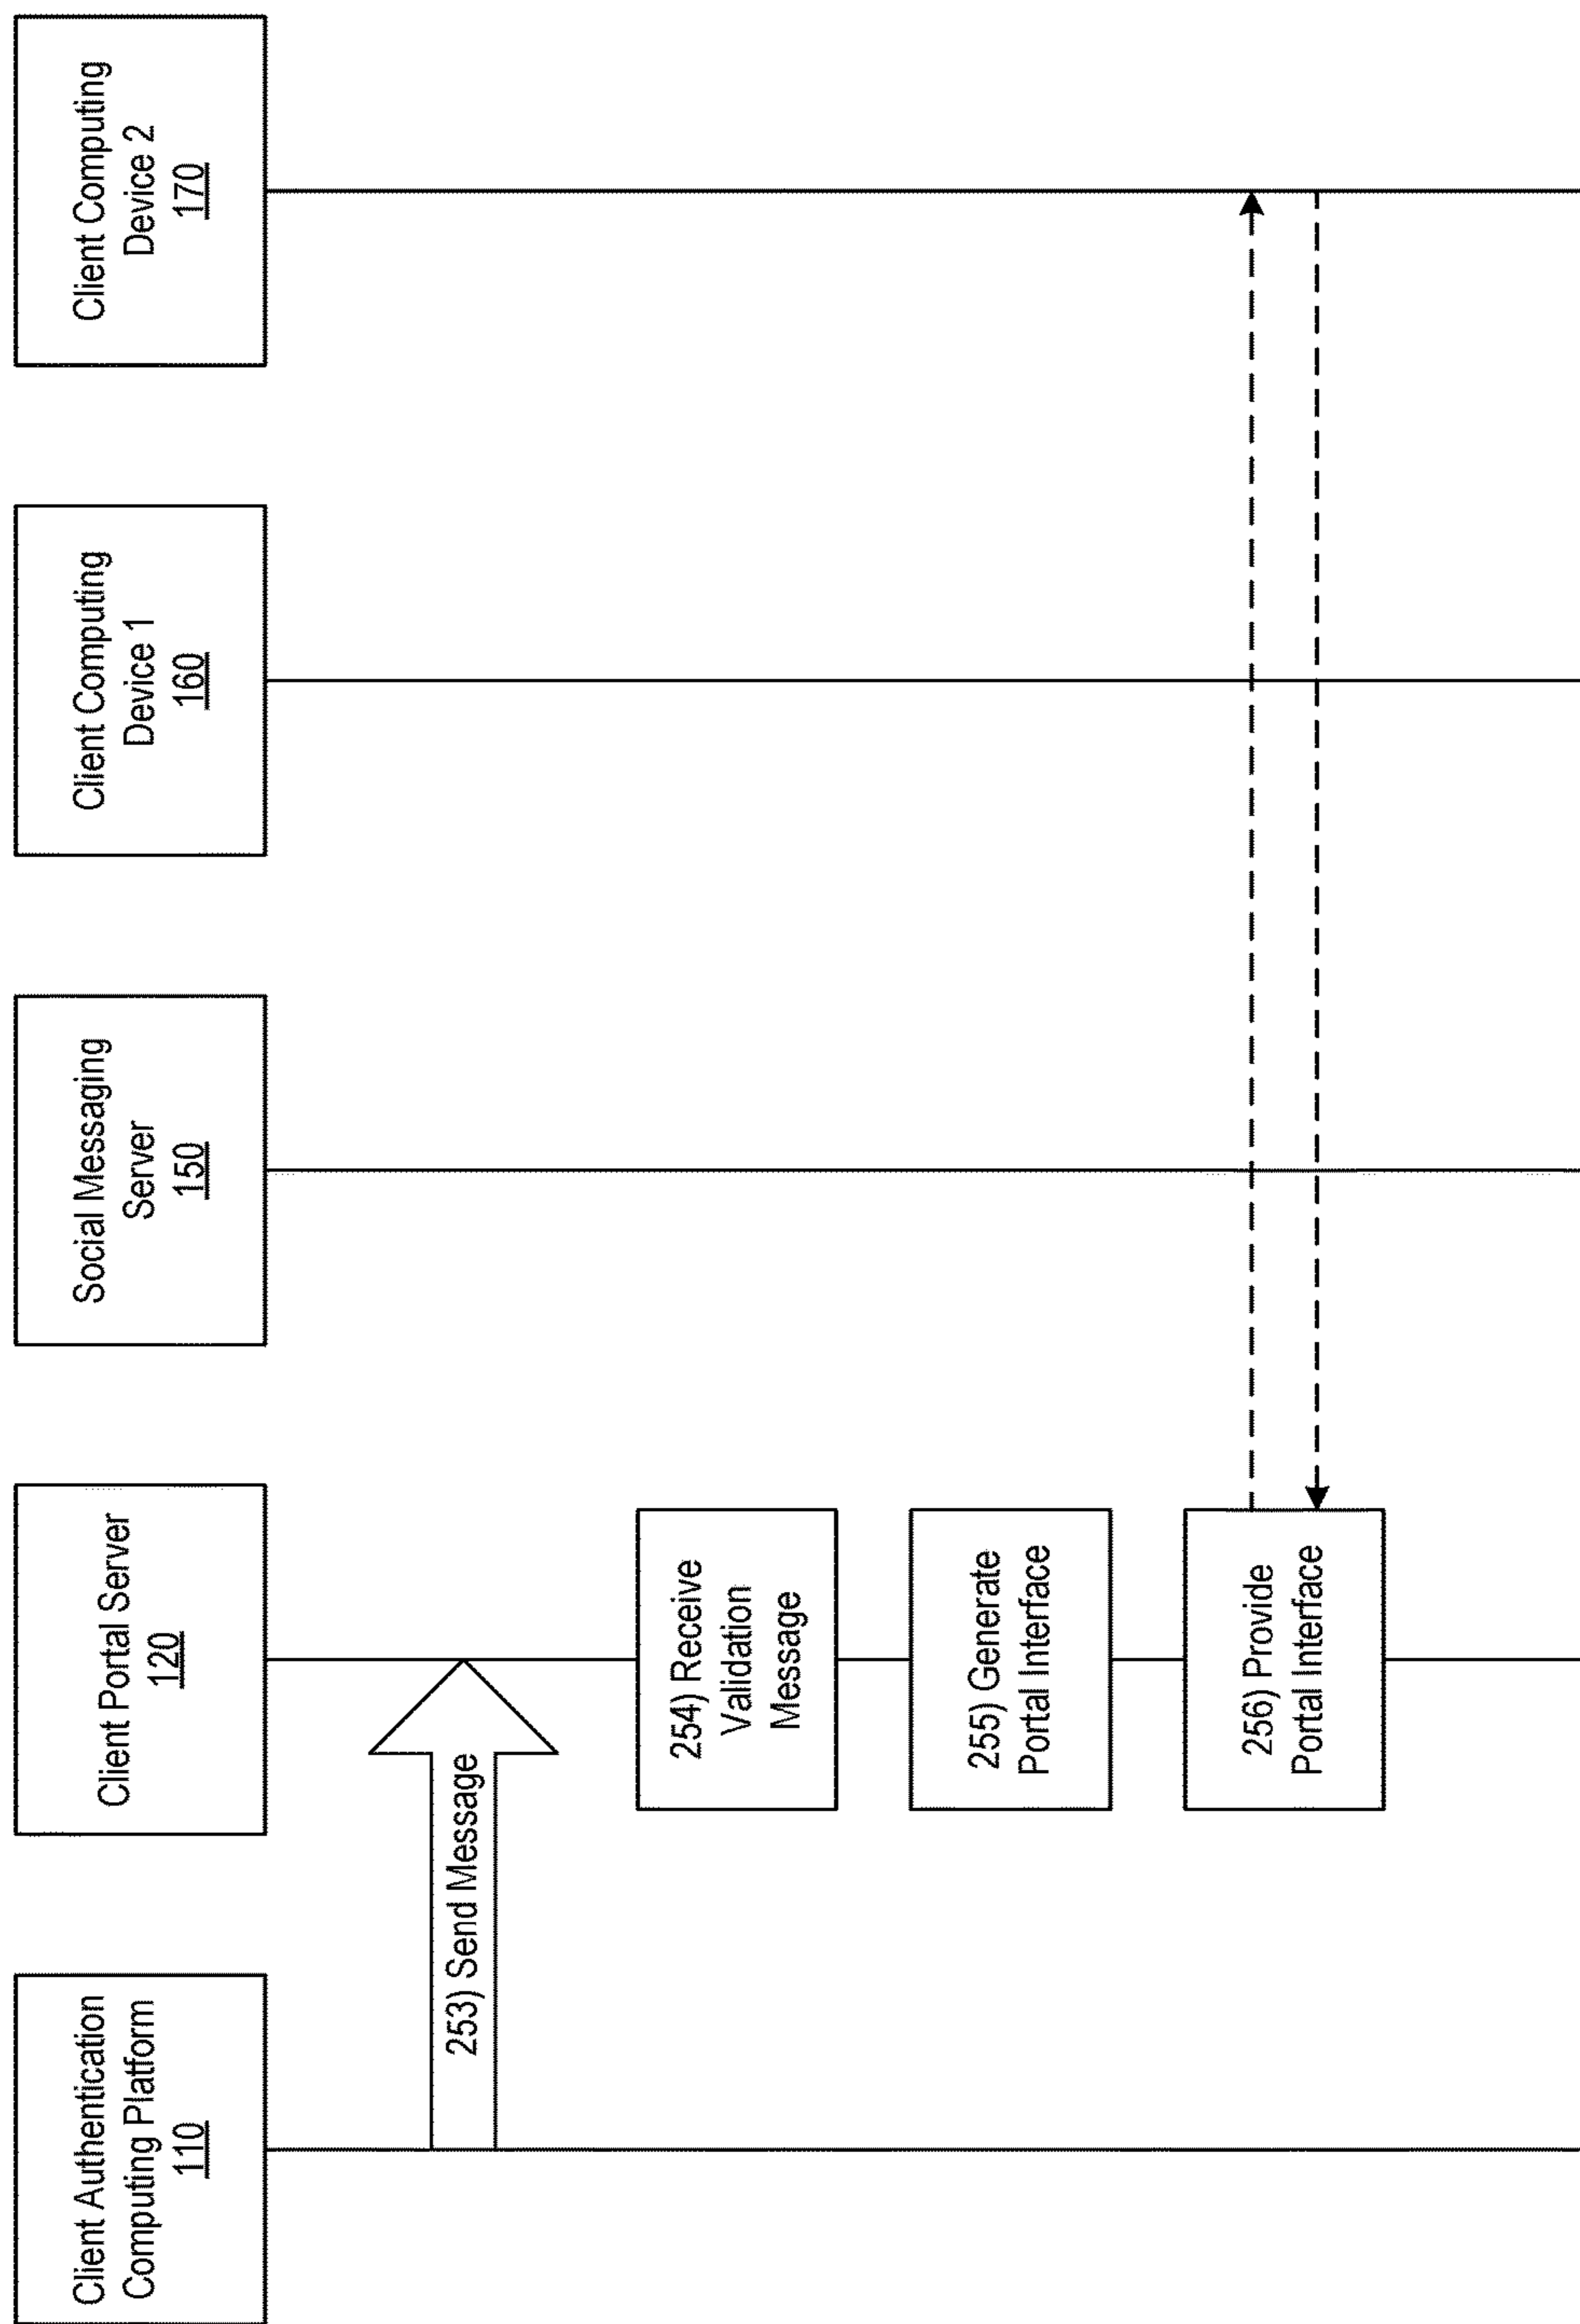 Client Authentication
Computing Platform
110
Client Portal Server
120
Social Messaging
Server
150
Client Computing
Device 1
160
Client Computing
Device 2
170
253) Send Message
254) Receive
Validation
Message
255) Generate
Portal Interface
256) Provide
Portal Interface